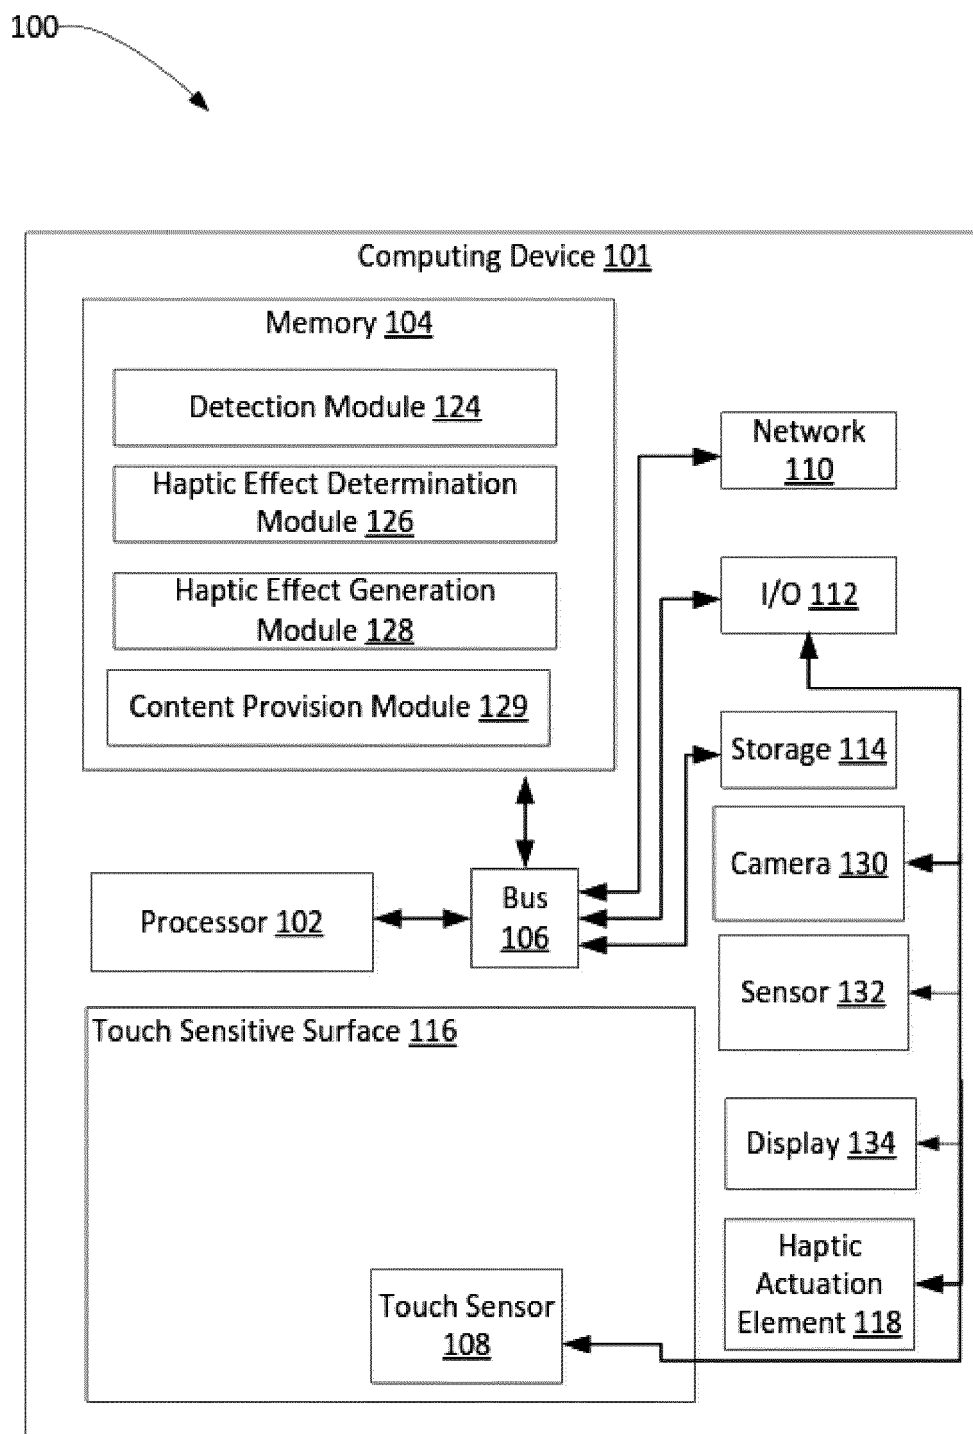 100
Computing Device 101
Memory 104
Detection Module 124
Haptic Effect Determination
Module 126
Haptic Effect Generation
Module 128
Content Provision Module 129
Network
110
I/O 112
Storage 114
Camera 130
Processor 102
Bus
106
Sensor 132
Touch Sensitive Surface 116
Display 134
Haptic
Actuation
Element 118
Touch Sensor
108